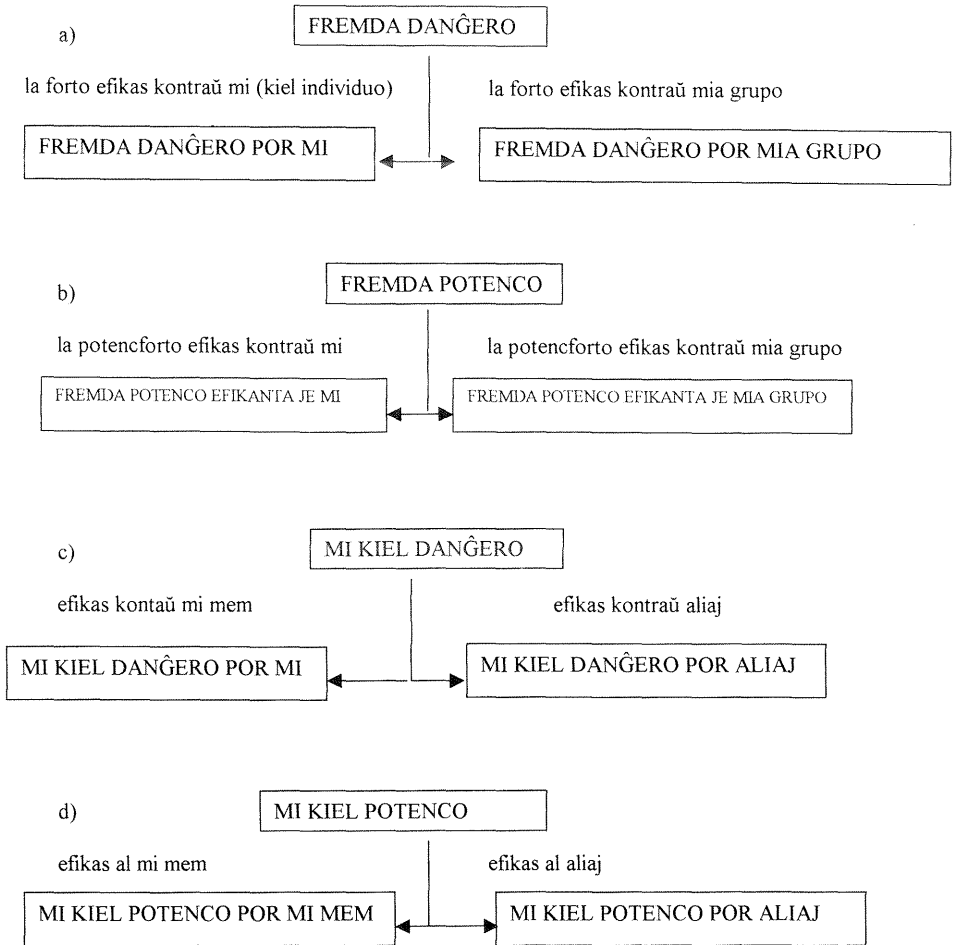 a)
FREMDA DANĜERO
la forto efikas kontraŭ mi (kiel individuo)
la forto efikas kontraŭ mia grupo
FREMDA DANĜERO POR MI
FREMDA DANĜERO POR MIA GRUPO
b)
FREMDA POTENCO
la potencforto efikas kontraŭ mi
la potencforto efikas kontraŭ mia grupo
FREMDA POTENCO EFIKANTA JE MI
FREMDA POTENCO EFIKANTA JE MIA GRUPO
c)
MI KIEL DANĜERO
efikas kontaŭ mi mem
efikas kontraŭ aliaj
MI KIEL DANĜERO POR MI
MI KIEL DANĜERO POR ALIAJ
d)
MI KIEL POTENCO
efikas al mi mem
efikas al aliaj
MI KIEL POTENCO POR MI MEM
MI KIEL POTENCO POR ALIAJ